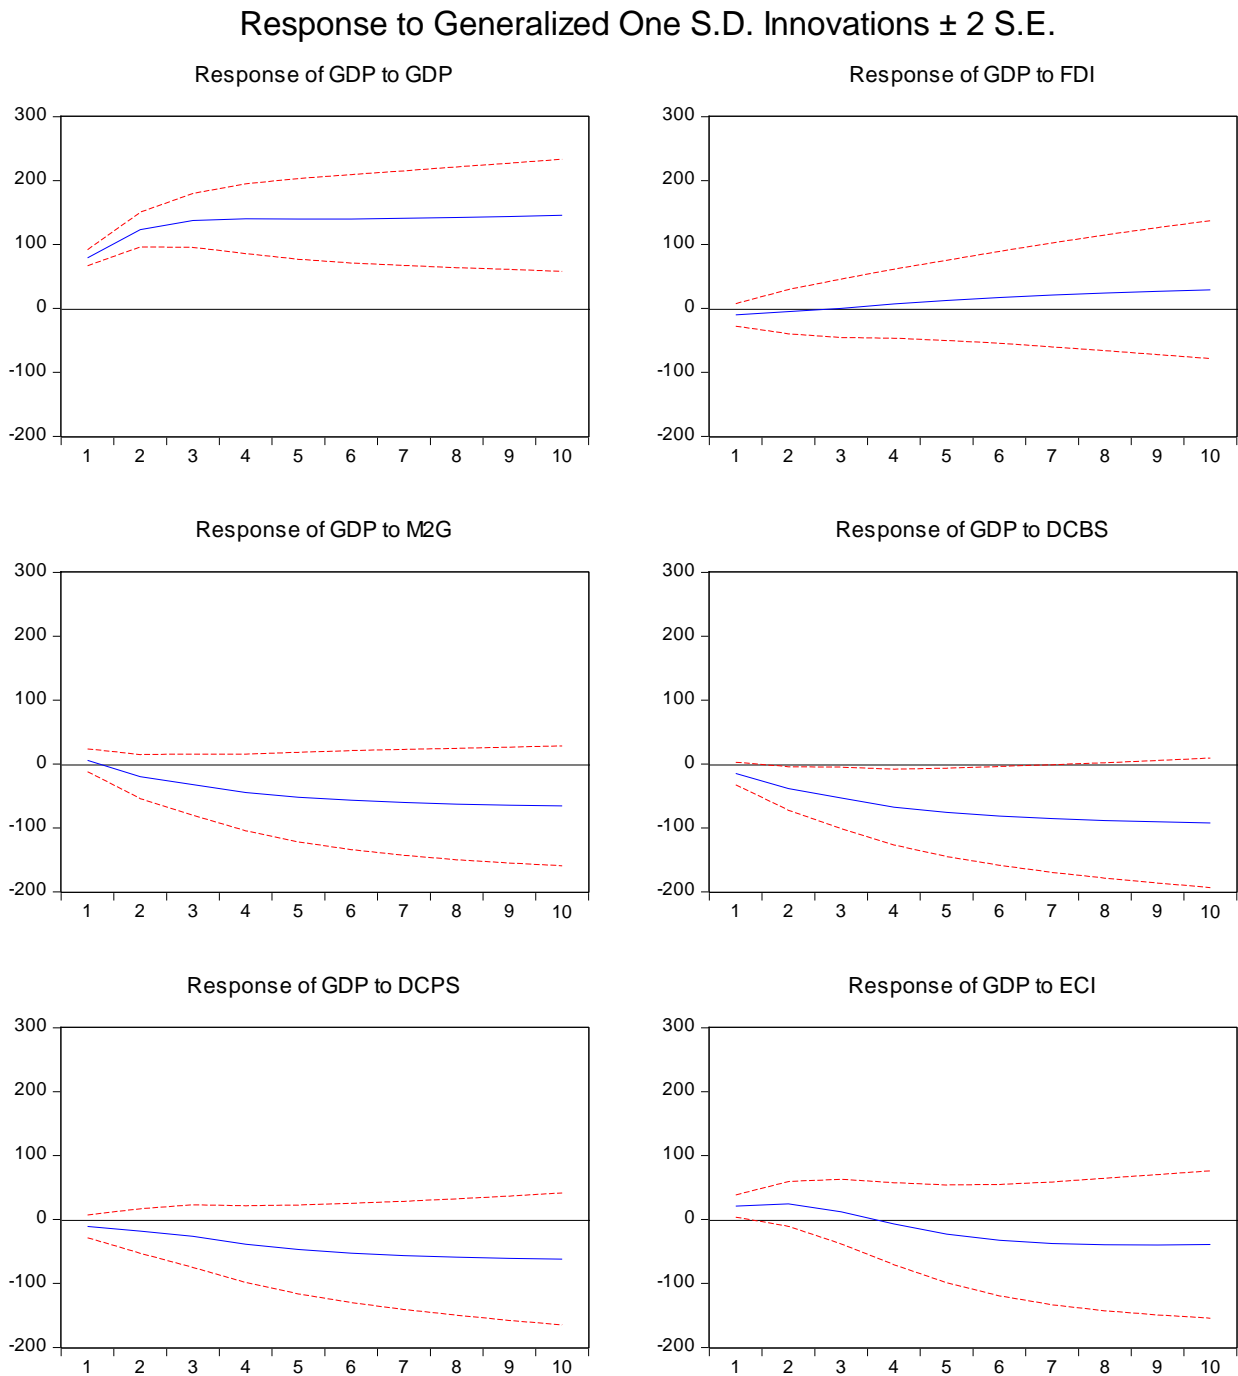 Response to Generalized One S.D. Innovations ± 2 S.E.
Response of GDP to GDP
300
200
100
0
-100
-200
1 2 3 4 5 6 7 8 9 10
Response of GDP to FDI
300
200
100
0
-100
-200
1 2 3 4 5 6 7 8 9 10
Response of GDP to M2G
300
200
100
0
-100
-200
1 2 3 4 5 6 7 8 9 10
Response of GDP to DCBS
300
200
100
0
-100
-200
1 2 3 4 5 6 7 8 9 10
Response of GDP to DCPS
300
200
100
0
-100
-200
1 2 3 4 5 6 7 8 9 10
Response of GDP to ECI
300
200
100
0
-100
-200
1 2 3 4 5 6 7 8 9 10